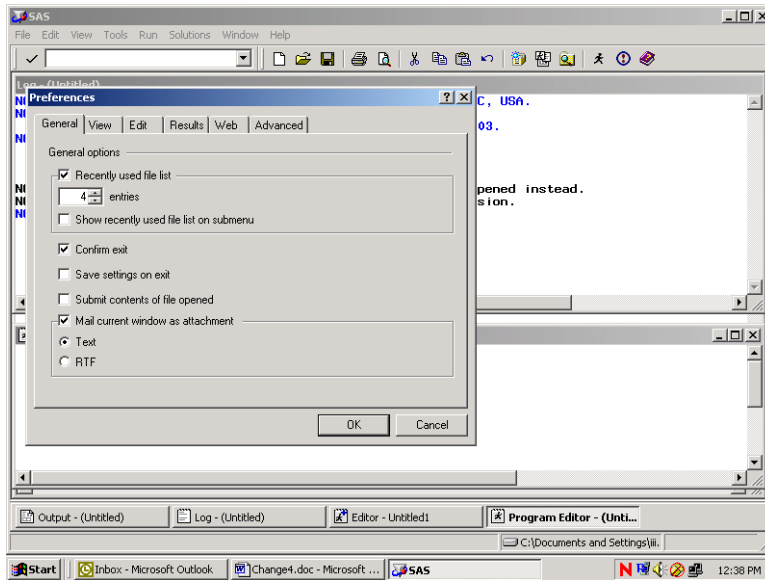 SAS
File Edit View Tools Run Solutions Window Help
Log - (Untitled)
C, USA.
03.
pened instead.
sion.
Preferences
General View Edit Results Web Advanced
General options
Recently used file list
4 entries
Show recently used file list on submenu
Confirm exit
Save settings on exit
Submit contents of file opened
Mail current window as attachment
Text
RTF
OK Cancel
Output - (Untitled) Log - (Untitled) Editor - Untitled1 Program Editor - (Unti...
C:\Documents and Settings\iii.
Start Inbox - Microsoft Outlook Change4.doc - Microsoft ... SAS N 12:38 PM